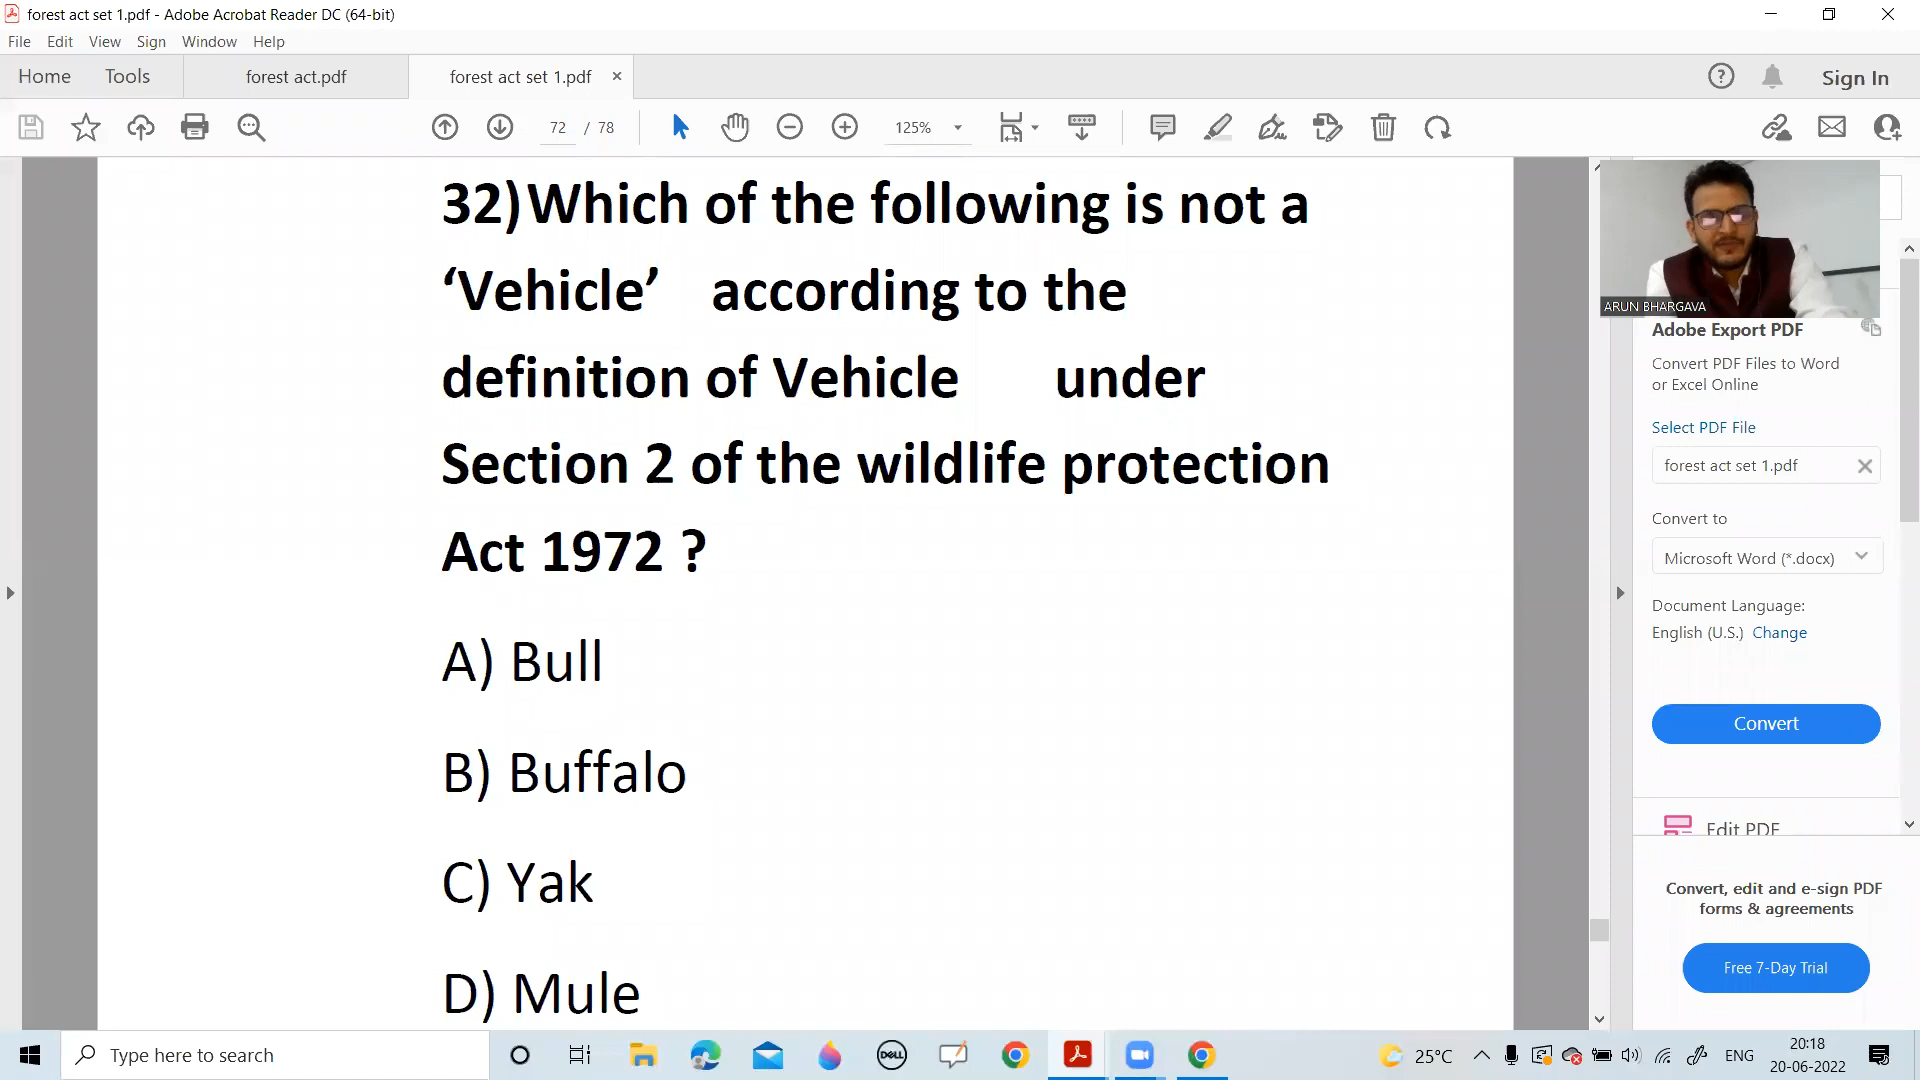 forest act set 1.pdf - Adobe Acrobat Reader DC (64-bit)
File Edit View Sign Window Help
Home Tools forest act.pdf forest act set 1.pdf × Sign In
72 / 78 125%
32) Which of the following is not a
‘Vehicle’ according to the
definition of Vehicle under
Section 2 of the wildlife protection
Act 1972 ?
A) Bull
B) Buffalo
C) Yak
D) Mule
ARUN BHARGAVA
Adobe Export PDF
Convert PDF Files to Word
or Excel Online
Select PDF File
forest act set 1.pdf
Convert to
Microsoft Word (*.docx)
Document Language:
English (U.S.) Change
Convert
Edit PDF
Convert, edit and e-sign PDF
forms & agreements
Free 7-Day Trial
Type here to search
DELL
25°C
ENG
20:18
20-06-2022